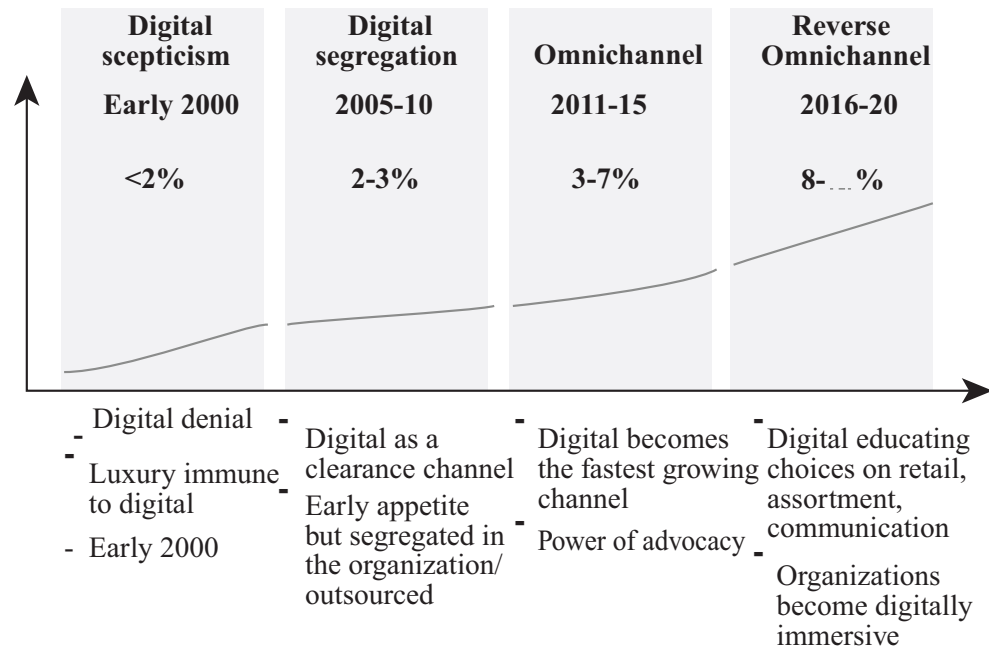 Digital
scepticism
Early 2000
<2%
Digital
segregation
2005-10
2-3%
Omnichannel
2011-15
3-7%
Reverse
Omnichannel
2016-20
8-....%
- Digital denial
- Luxury immune
to digital
- Early 2000
- Digital as a
clearance channel
- Early appetite
but segregated in
the organization/
outsourced
- Digital becomes
the fastest growing
channel
- Power of advocacy
- Digital educating
choices on retail,
assortment,
communication
- Organizations
become digitally
immersive